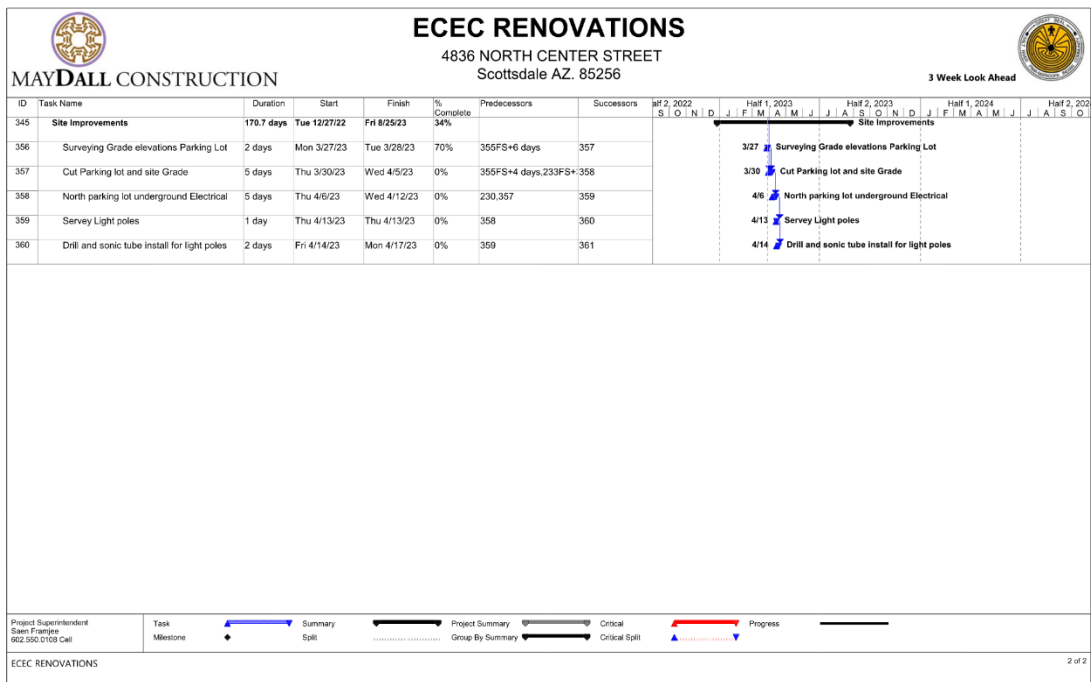 ECEC RENOVATIONS
4836 NORTH CENTER STREET
Scottsdale AZ. 85256
MAYDALL CONSTRUCTION
3 Week Look Ahead
ID Task Name Duration Start Finish % Complete Predecessors Successors alf 2, 2022 Half 1, 2023 Half 2, 2023 Half 1, 2024 Half 2, 202
S O N D J F M A M J J A S O N D J F M A M J J A S O
345 Site Improvements 170.7 days Tue 12/27/22 Fri 8/25/23 34% Site Improvements
356 Surveying Grade elevations Parking Lot 2 days Mon 3/27/23 Tue 3/28/23 70% 355FS+6 days 357 3/27 Surveying Grade elevations Parking Lot
357 Cut Parking lot and site Grade 5 days Thu 3/30/23 Wed 4/5/23 0% 355FS+4 days,233FS+ 358 3/30 Cut Parking lot and site Grade
358 North parking lot underground Electrical 5 days Thu 4/6/23 Wed 4/12/23 0% 230,357 359 4/6 North parking lot underground Electrical
359 Servey Light poles 1 day Thu 4/13/23 Thu 4/13/23 0% 358 360 4/13 Servey Light poles
360 Drill and sonic tube install for light poles 2 days Fri 4/14/23 Mon 4/17/23 0% 359 361 4/14 Drill and sonic tube install for light poles
Project Superintendent
Saen Framjee
602.550.0108 Cell
Task Summary Project Summary Critical Progress
Milestone Split Group By Summary Critical Split
ECEC RENOVATIONS
2 of 2